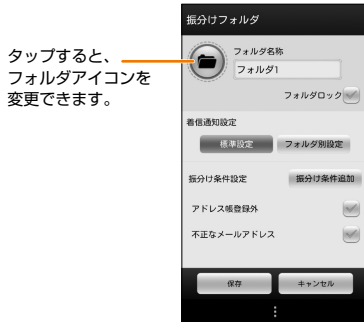 振分けフォルダ
タップすると、
フォルダアイコンを
変更できます。
フォルダ名称
フォルダ1
フォルダロック
着信通知設定
標準設定 フォルダ別設定
振分け条件設定 振分け条件追加
アドレス帳登録外
不正なメールアドレス
保存 キャンセル